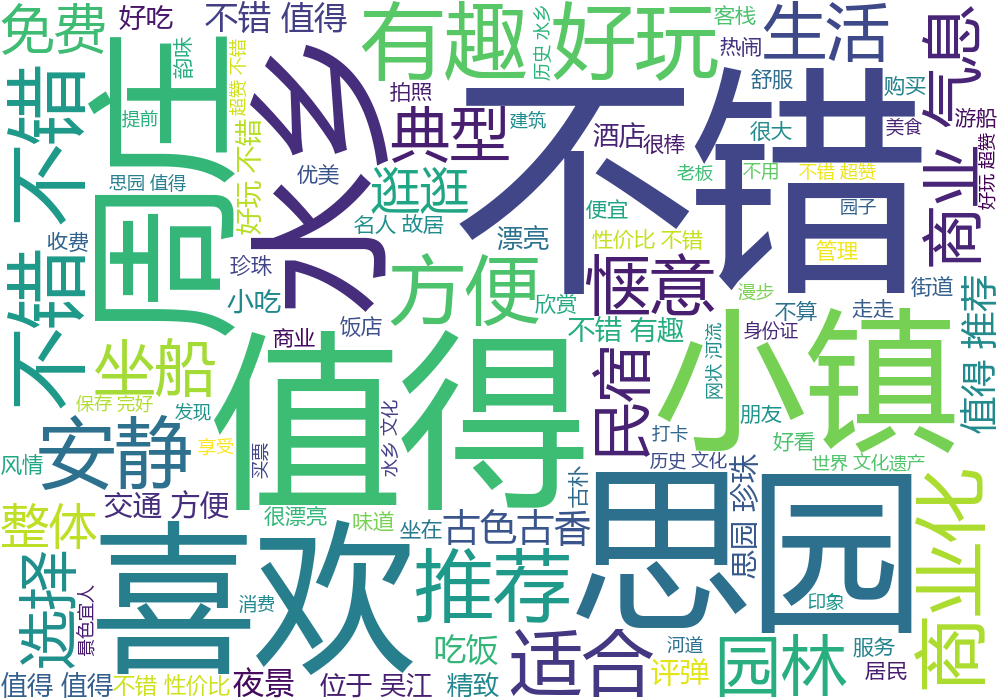 免费
好吃
不错 值得
有趣
好玩
历史 水乡
客栈
生活
气息
不错 不错
周庄
韵味
超赞 不错
水乡
热闹
舒服
购买
游船
拍照
典型
建筑
酒店
很棒
不错
很大
美食
提前
好玩 不错
优美
逛逛
老板
不用
不错 超赞
商业
好玩 超赞
思园 值得
名人 故居
便宜
园子
收费
漂亮
性价比 不错
管理
珍珠
方便
惬意
漫步
街道
小吃
欣赏
不算
走走
值得 推荐
商业
饭店
不错 有趣
小镇
身份证
网状 河流
坐船
值得
民宿
保存 完好
发现
水乡 文化
朋友
打卡
好看
安静
享受
买票
风情
历史 文化
世界 文化遗产
古朴
思园 珍珠
思园
商业化
交通 方便
很漂亮
味道
坐在
古色古香
整体
喜欢
推荐
选择
景色宜人
消费
印象
吃饭
适合
河道
园林
服务
评弹
居民
值得 值得
不错 性价比
夜景
位于 吴江
精致